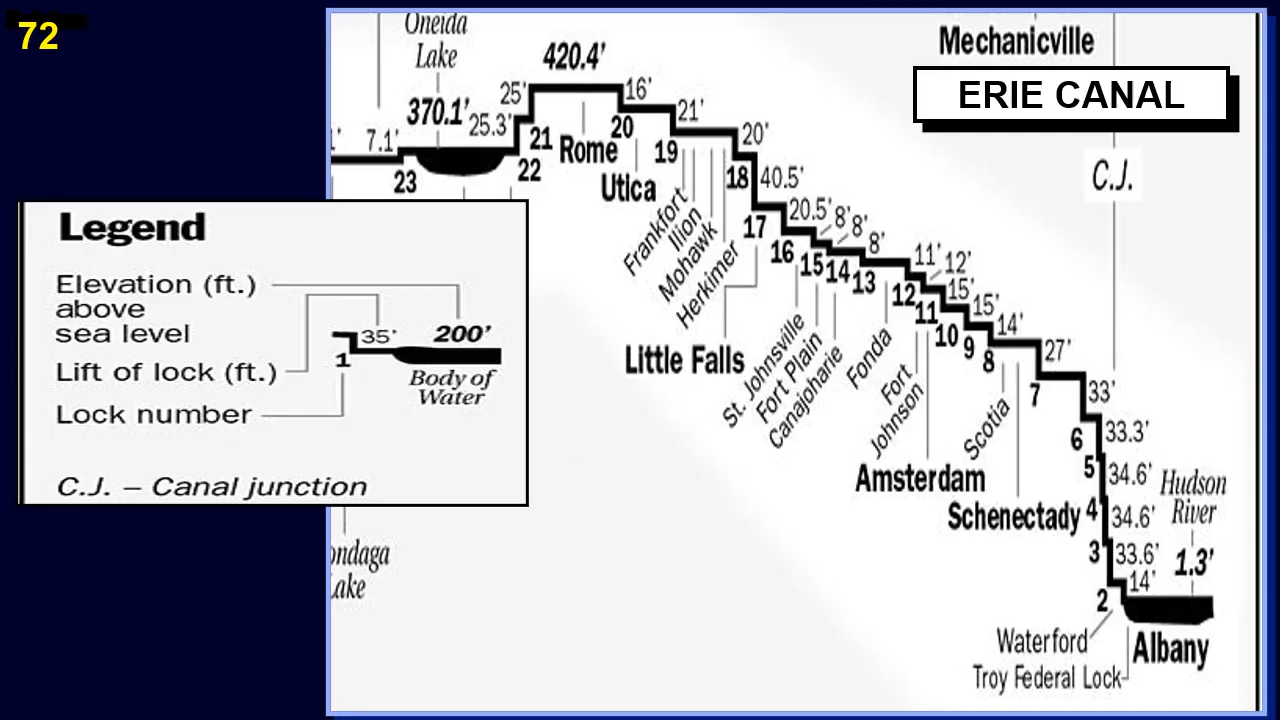 72
ERIE CANAL
Mechanicville
C.J.
Oneida
Lake
370.1'
420.4'
7.1'
25.3'
25'
16'
21'
20'
40.5'
20.5'
8'
8'
8'
11'
12'
15'
15'
14'
27'
33'
33.3'
34.6'
34.6'
33.6'
14'
23
22
21
20
19
18
17
16
15
14
13
12
11
10
9
8
7
6
5
4
3
2
Rome
Utica
Frankfort
Ilion
Mohawk
Herkimer
Little Falls
St. Johnsville
Fort Plain
Canajoharie
Fonda
Fort
Johnson
Amsterdam
Scotia
Schenectady
Hudson
River
1.3'
Waterford
Troy Federal Lock
Albany
Legend
Elevation (ft.)
above
sea level
Lift of lock (ft.)
Lock number
35'
200'
1
Body of
Water
C.J. – Canal junction
ondaga
Lake